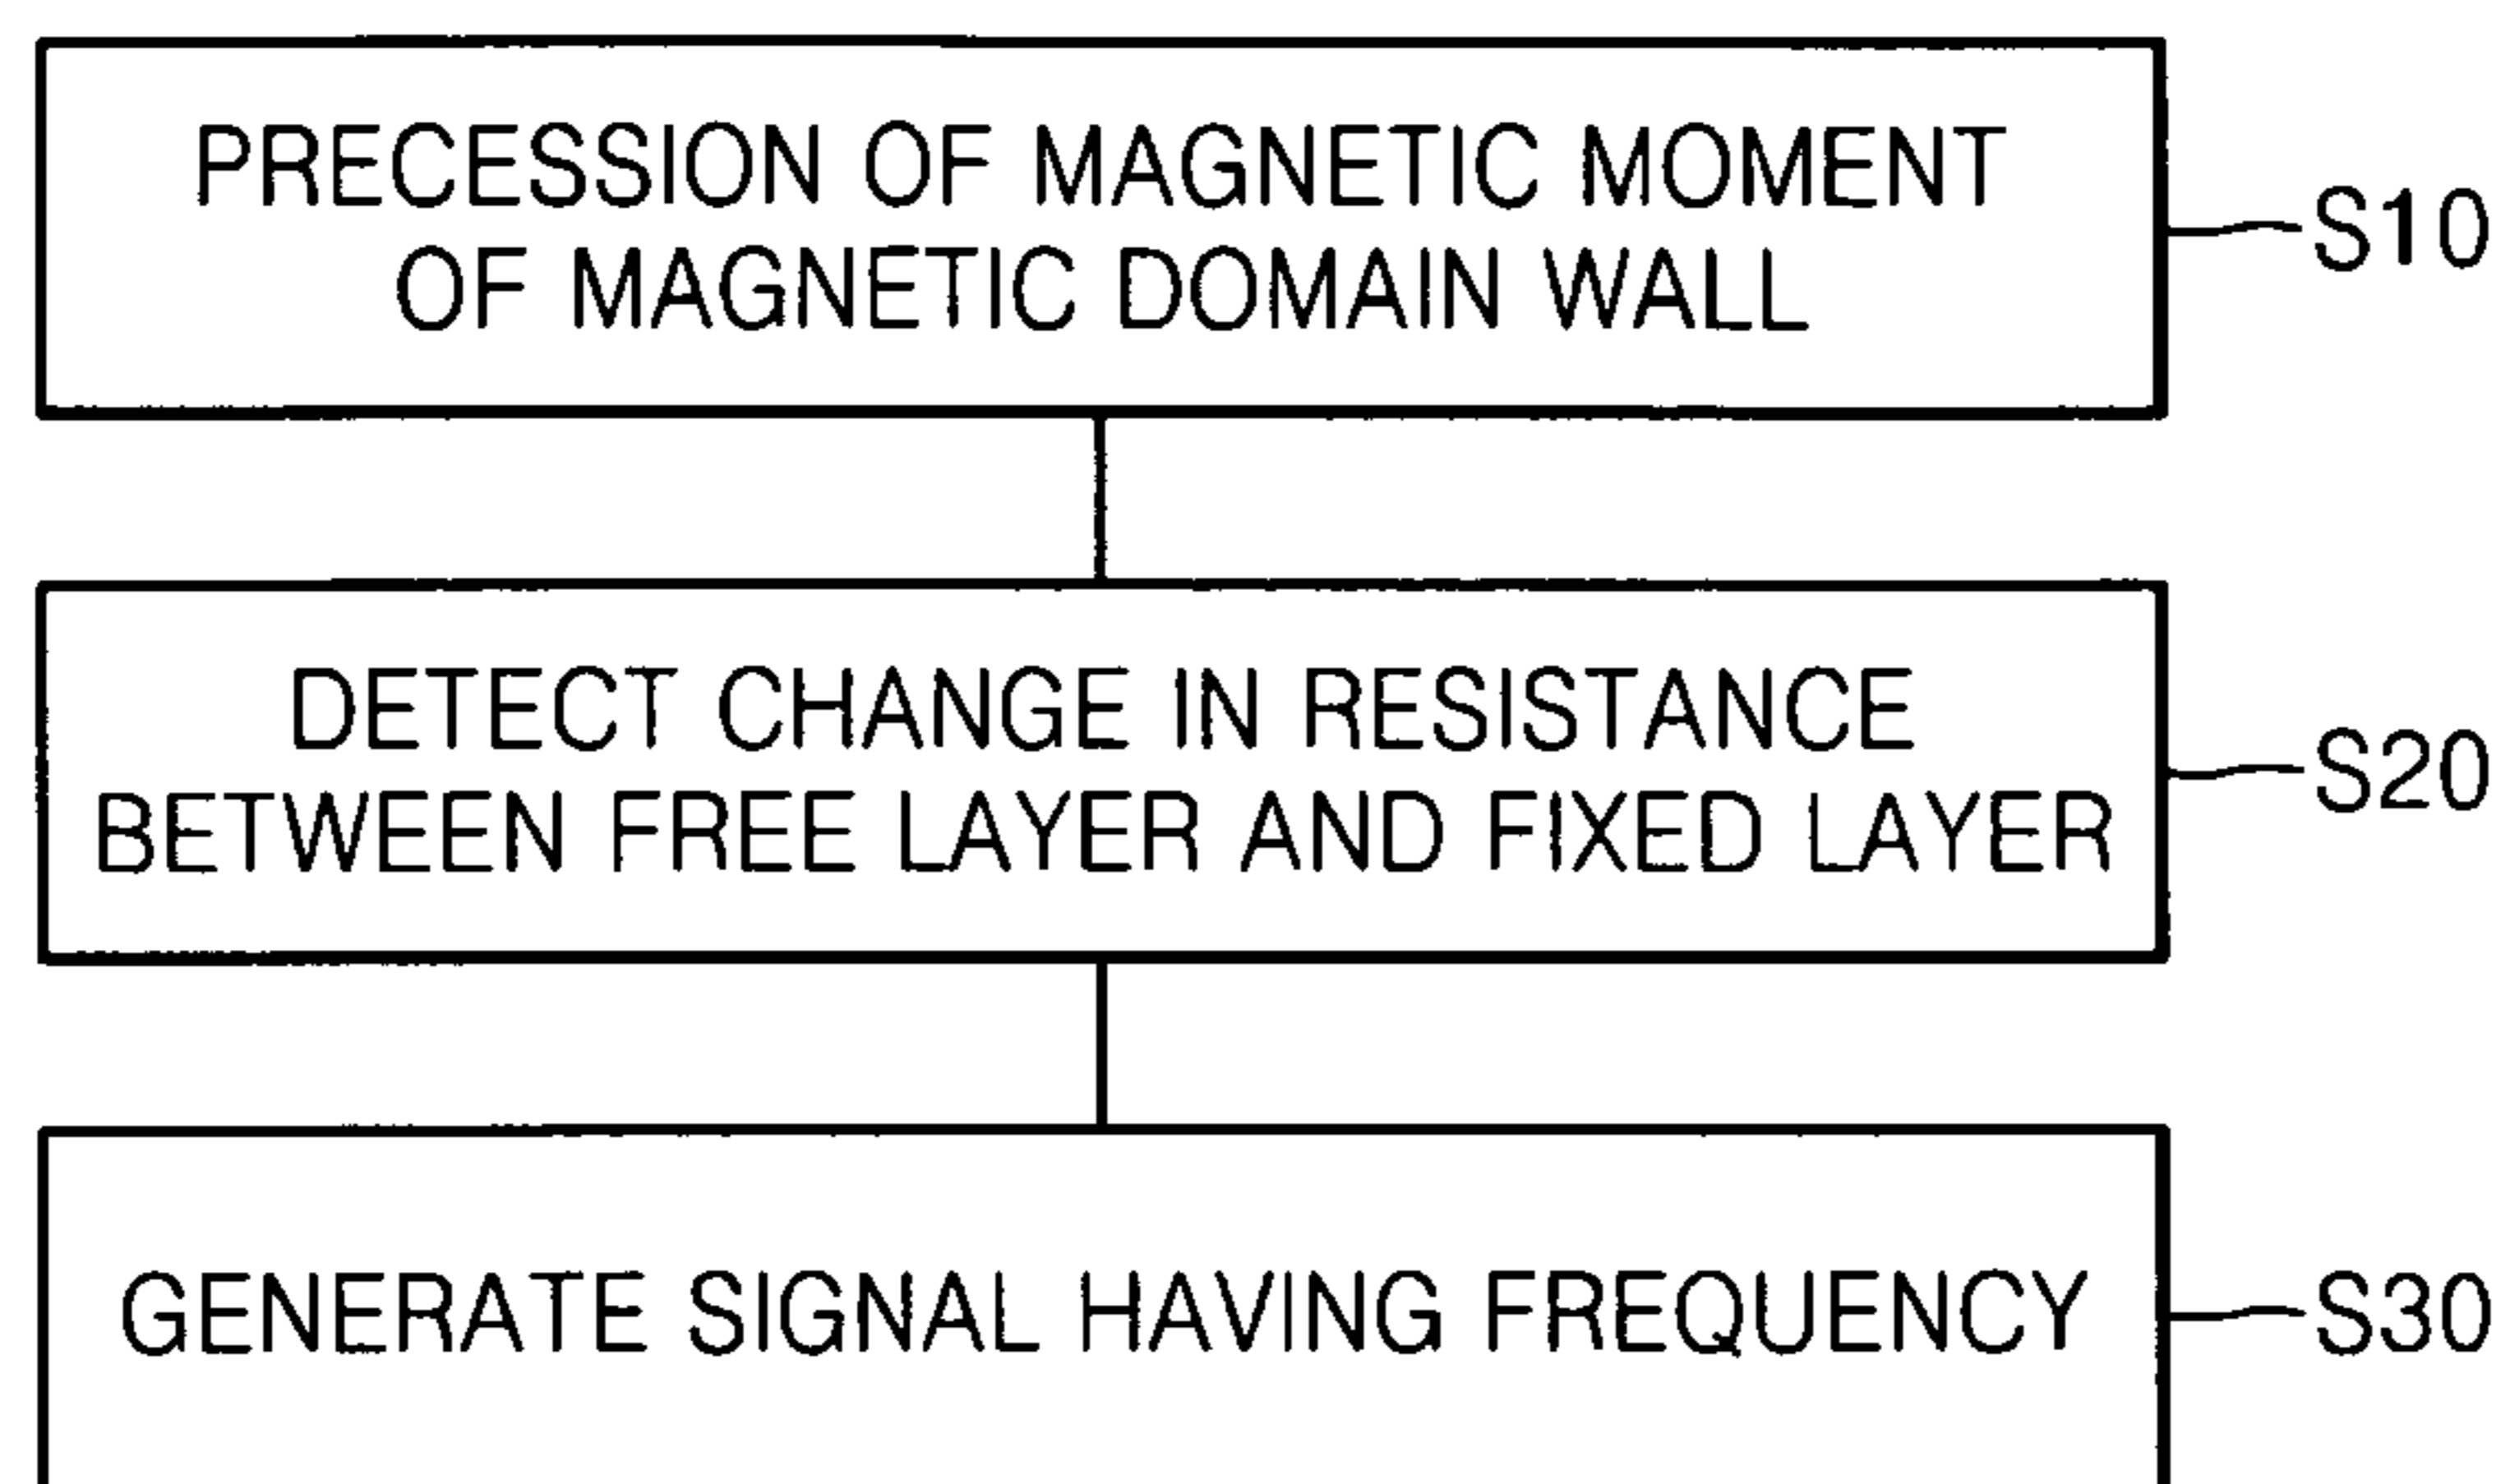 PRECESSION OF MAGNETIC MOMENT
OF MAGNETIC DOMAIN WALL
S10
DETECT CHANGE IN RESISTANCE
BETWEEN FREE LAYER AND FIXED LAYER
S20
GENERATE SIGNAL HAVING FREQUENCY
S30